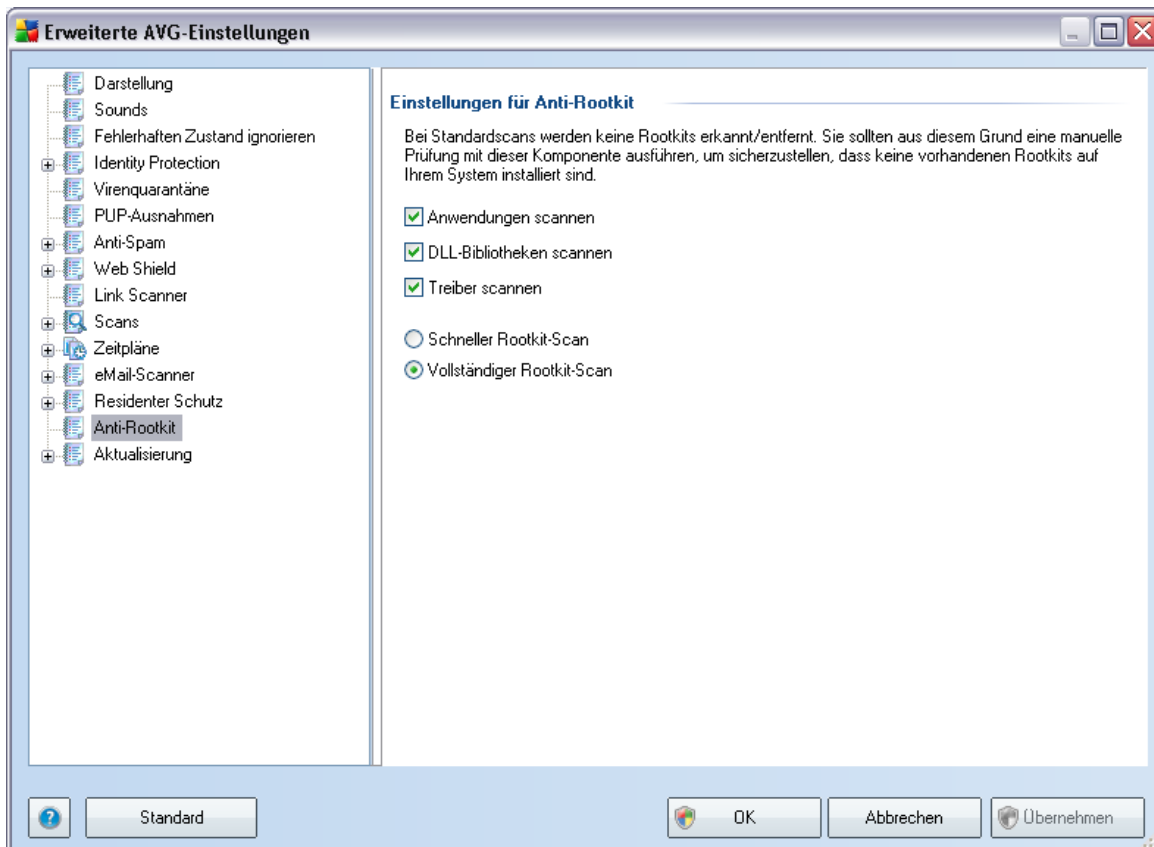 Erweiterte AVG-Einstellungen
Darstellung
Sounds
Fehlerhaften Zustand ignorieren
Identity Protection
Virenquarantäne
PUP-Ausnahmen
Anti-Spam
Web Shield
Link Scanner
Scans
Zeitpläne
eMail-Scanner
Residenter Schutz
Anti-Rootkit
Aktualisierung
Einstellungen für Anti-Rootkit
Bei Standardscans werden keine Rootkits erkannt/entfernt. Sie sollten aus diesem Grund eine manuelle
Prüfung mit dieser Komponente ausführen, um sicherzustellen, dass keine vorhandenen Rootkits auf
Ihrem System installiert sind.
Anwendungen scannen
DLL-Bibliotheken scannen
Treiber scannen
Schneller Rootkit-Scan
Vollständiger Rootkit-Scan
? Standard OK Abbrechen Übernehmen